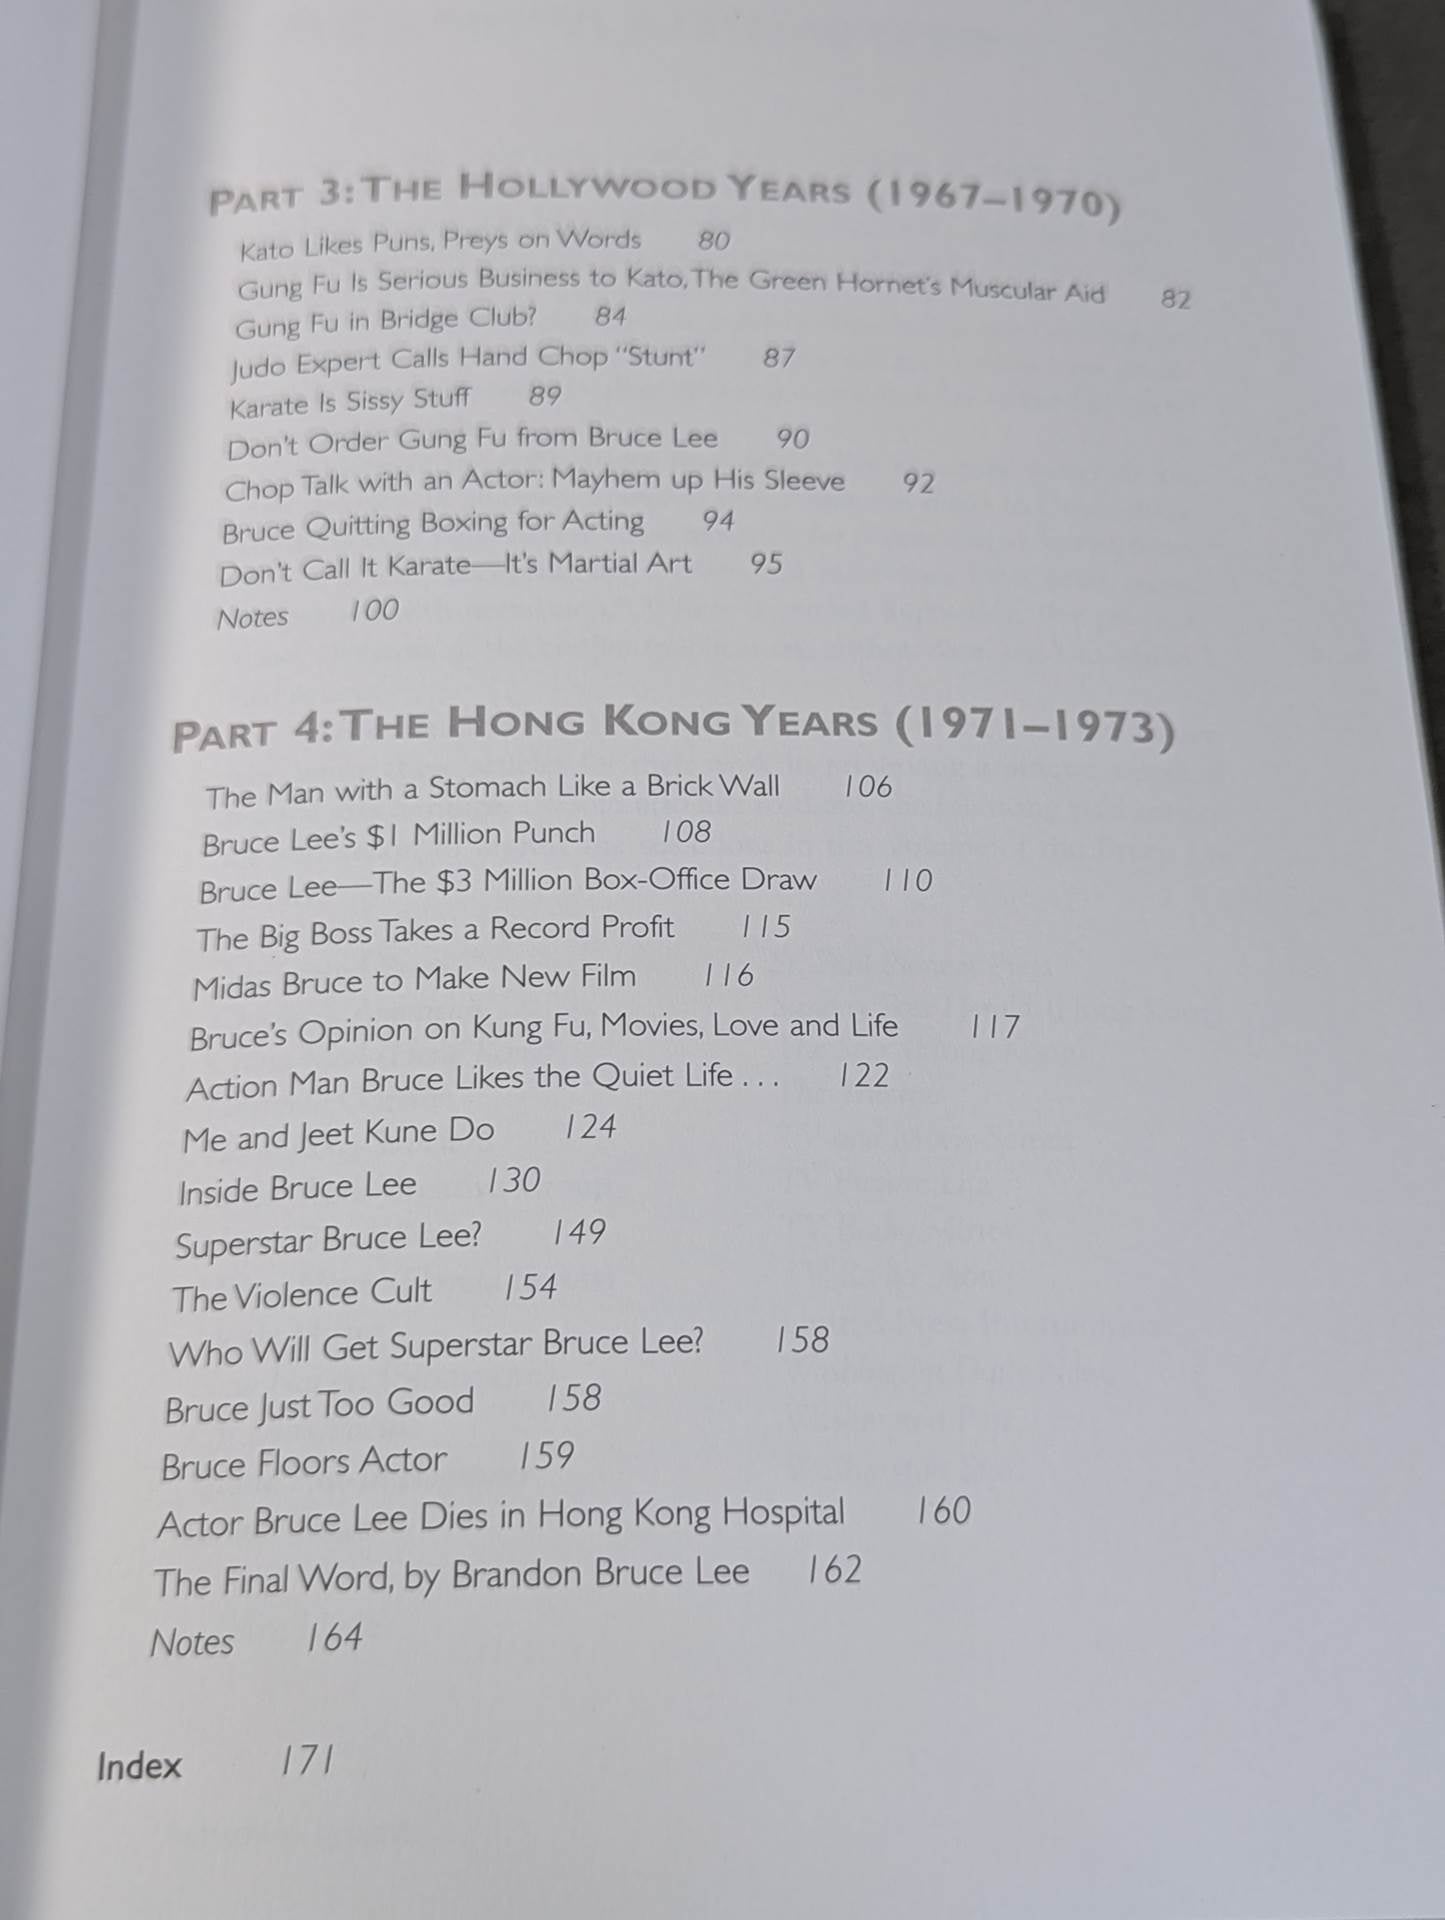 PART 3: THE HOLLYWOOD YEARS (1967–1970)
Kato Likes Puns, Preys on Words 80
Gung Fu Is Serious Business to Kato, The Green Hornet's Muscular Aid 82
Gung Fu in Bridge Club? 84
Judo Expert Calls Hand Chop "Stunt" 87
Karate Is Sissy Stuff 89
Don't Order Gung Fu from Bruce Lee 90
Chop Talk with an Actor: Mayhem up His Sleeve 92
Bruce Quitting Boxing for Acting 94
Don't Call It Karate—It's Martial Art 95
Notes 100
PART 4: THE HONG KONG YEARS (1971–1973)
The Man with a Stomach Like a Brick Wall 106
Bruce Lee's $1 Million Punch 108
Bruce Lee—The $3 Million Box-Office Draw 110
The Big Boss Takes a Record Profit 115
Midas Bruce to Make New Film 116
Bruce's Opinion on Kung Fu, Movies, Love and Life 117
Action Man Bruce Likes the Quiet Life . . . 122
Me and Jeet Kune Do 124
Inside Bruce Lee 130
Superstar Bruce Lee? 149
The Violence Cult 154
Who Will Get Superstar Bruce Lee? 158
Bruce Just Too Good 158
Bruce Floors Actor 159
Actor Bruce Lee Dies in Hong Kong Hospital 160
The Final Word, by Brandon Bruce Lee 162
Notes 164
Index 171